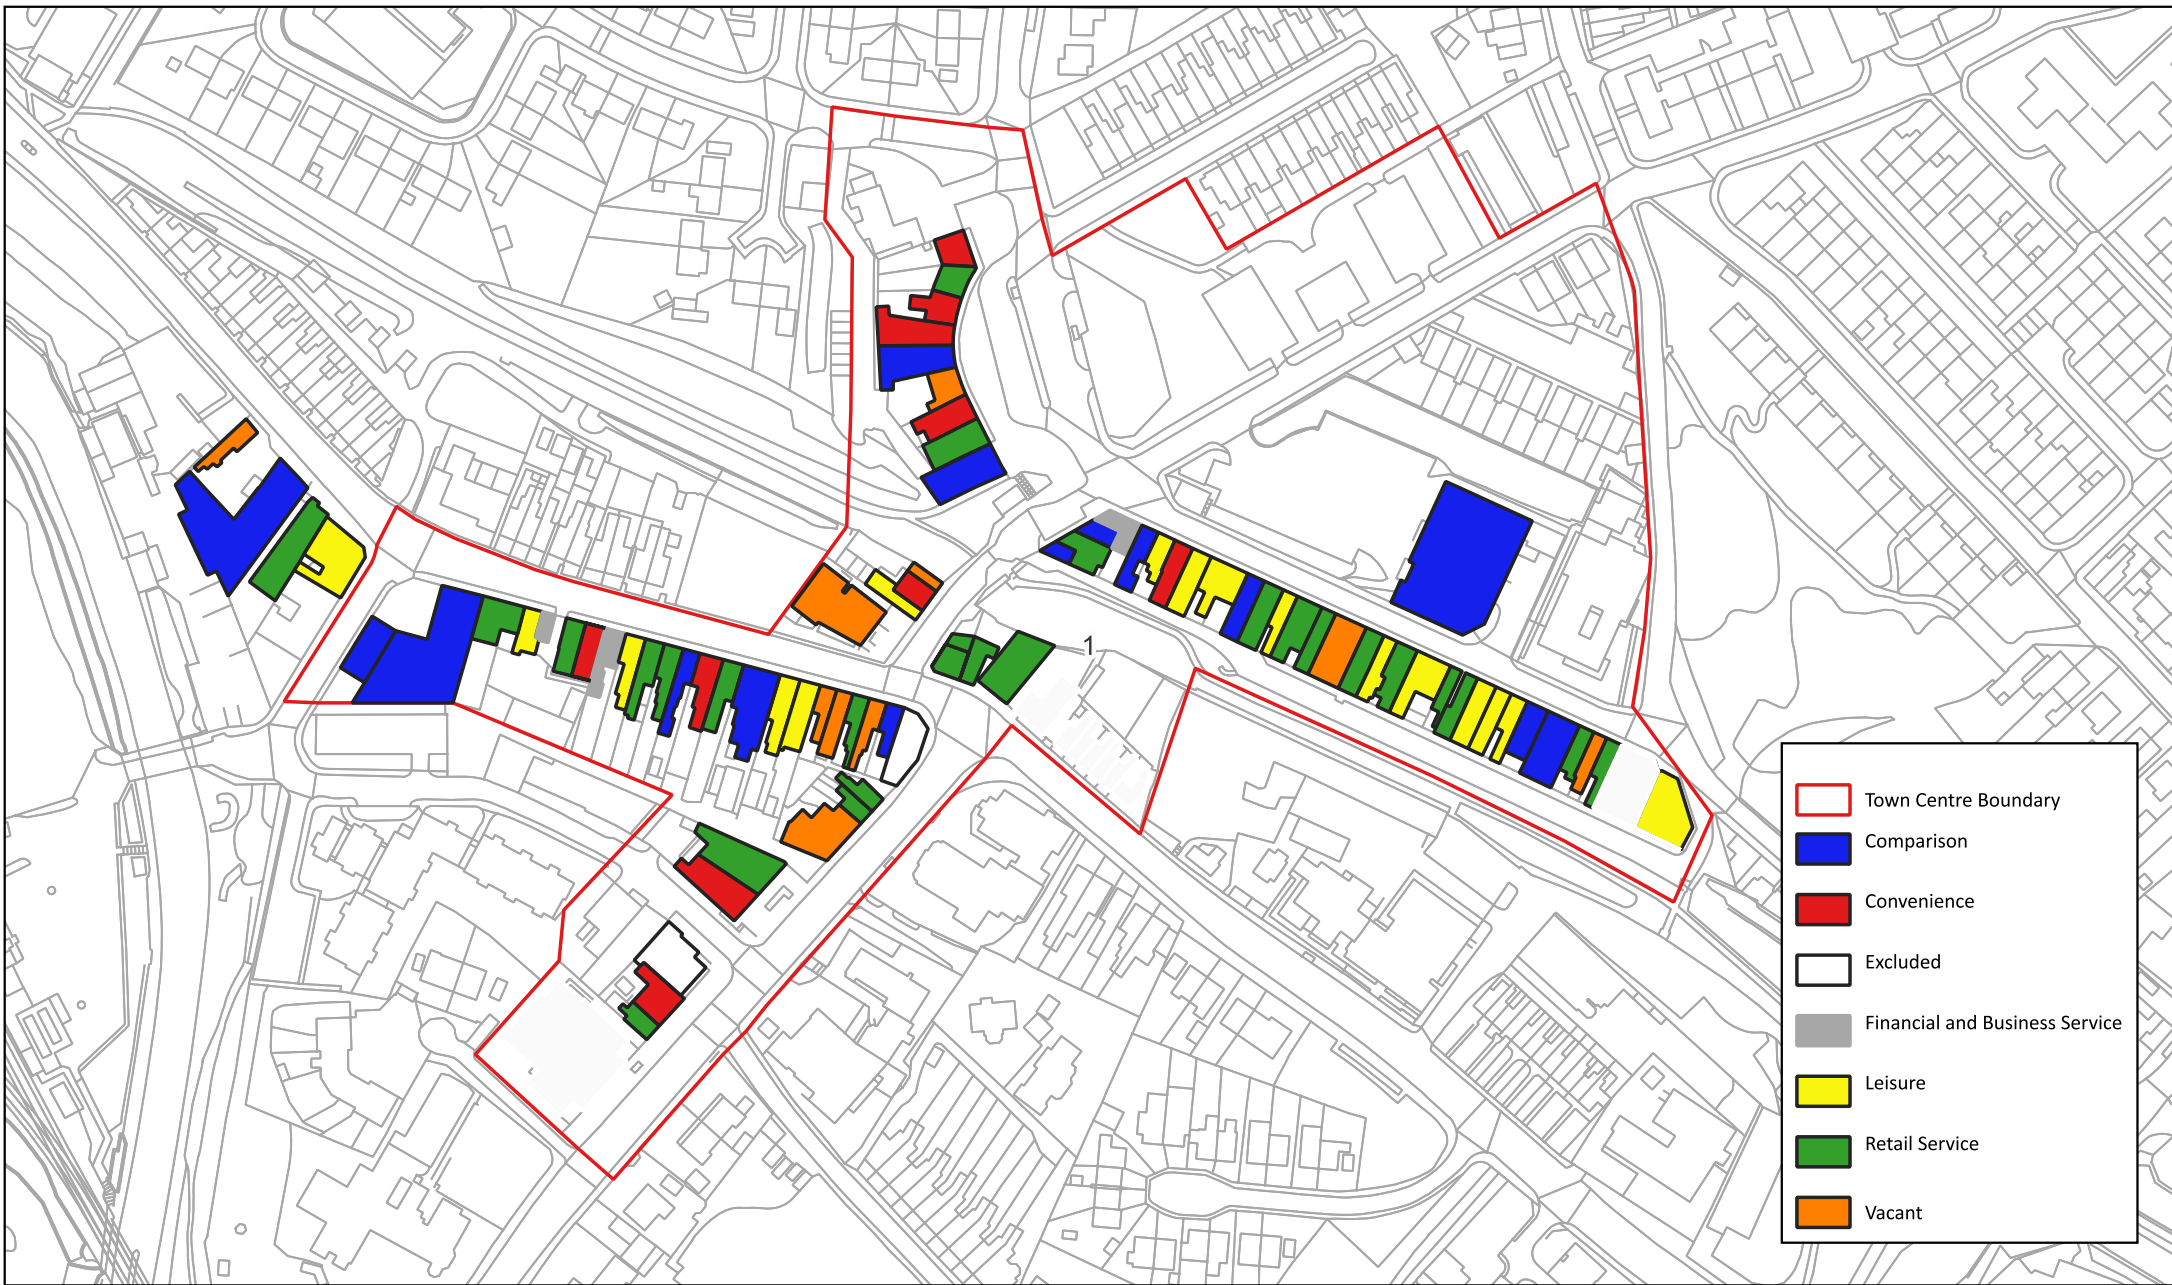 1
Town Centre Boundary
Comparison
Convenience
Excluded
Financial and Business Service
Leisure
Retail Service
Vacant